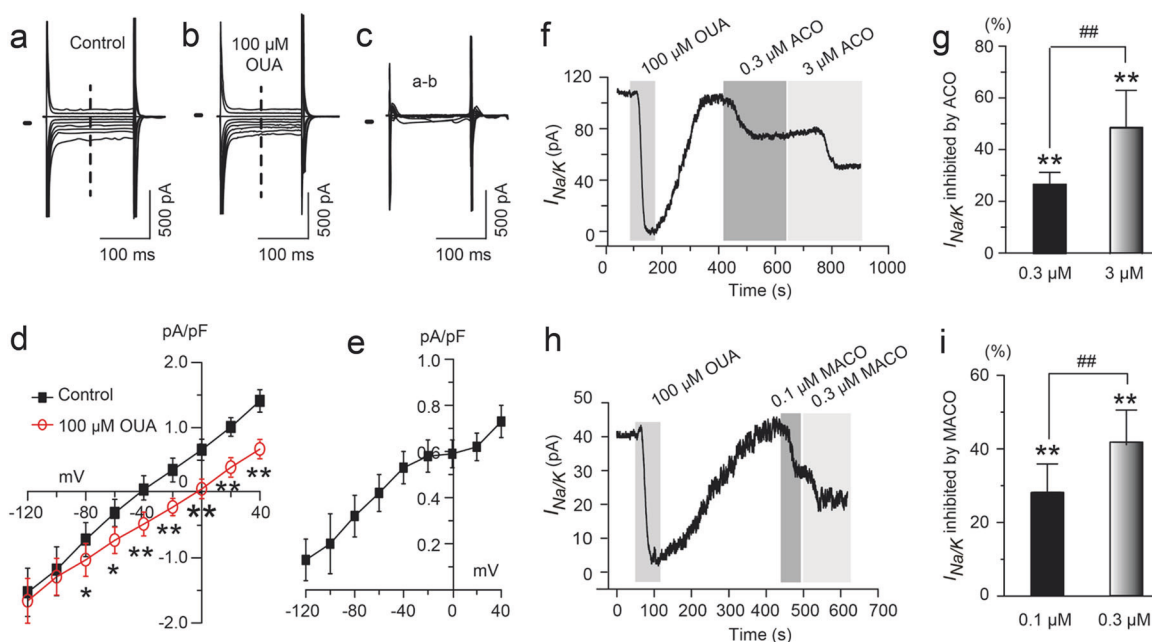 a
Control
500 pA
100 ms
b
100 µM
OUA
500 pA
100 ms
c
a-b
500 pA
100 ms
d
pA/pF
2.0
1.0
0
-1.0
-2.0
Control
100 µM OUA
mV
-120
-80
-40
0
40
*
*
**
**
**
**
**
e
pA/pF
1.0
0.8
0.6
0.4
0.2
mV
-120
-80
-40
0
40
f
100 µM OUA
0.3 µM ACO
3 µM ACO
INa/K (pA)
120
80
40
0
0
200
400
600
800
1000
Time (s)
g
(%)
INa/K inhibited by ACO
80
60
40
20
0
##
**
**
0.3 µM
3 µM
h
100 µM OUA
0.1 µM MACO
0.3 µM MACO
INa/K (pA)
50
40
30
20
10
0
0
100
200
300
400
500
600
700
Time (s)
i
(%)
INa/K inhibited by MACO
60
40
20
0
##
**
**
0.1 µM
0.3 µM